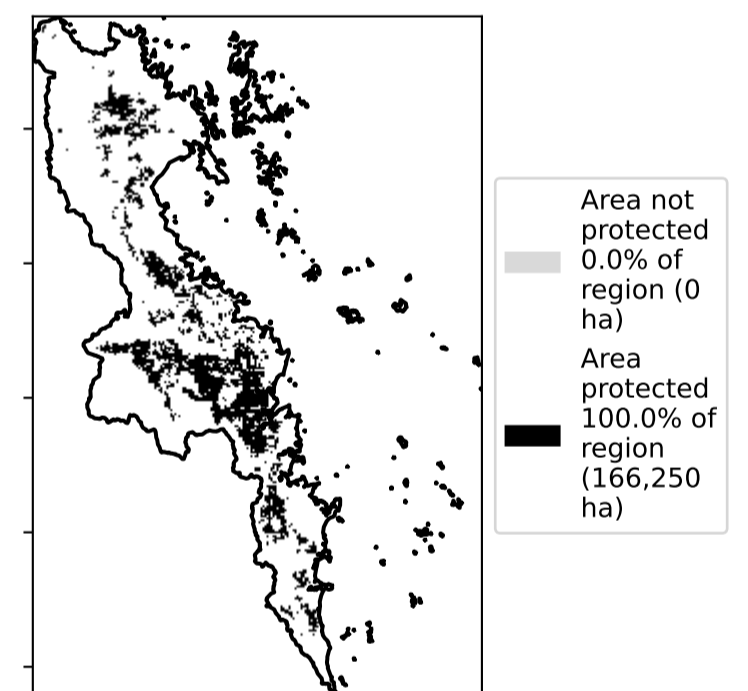 Area not
protected
0.0% of
region (0
ha)
Area
protected
100.0% of
region
(166,250
ha)